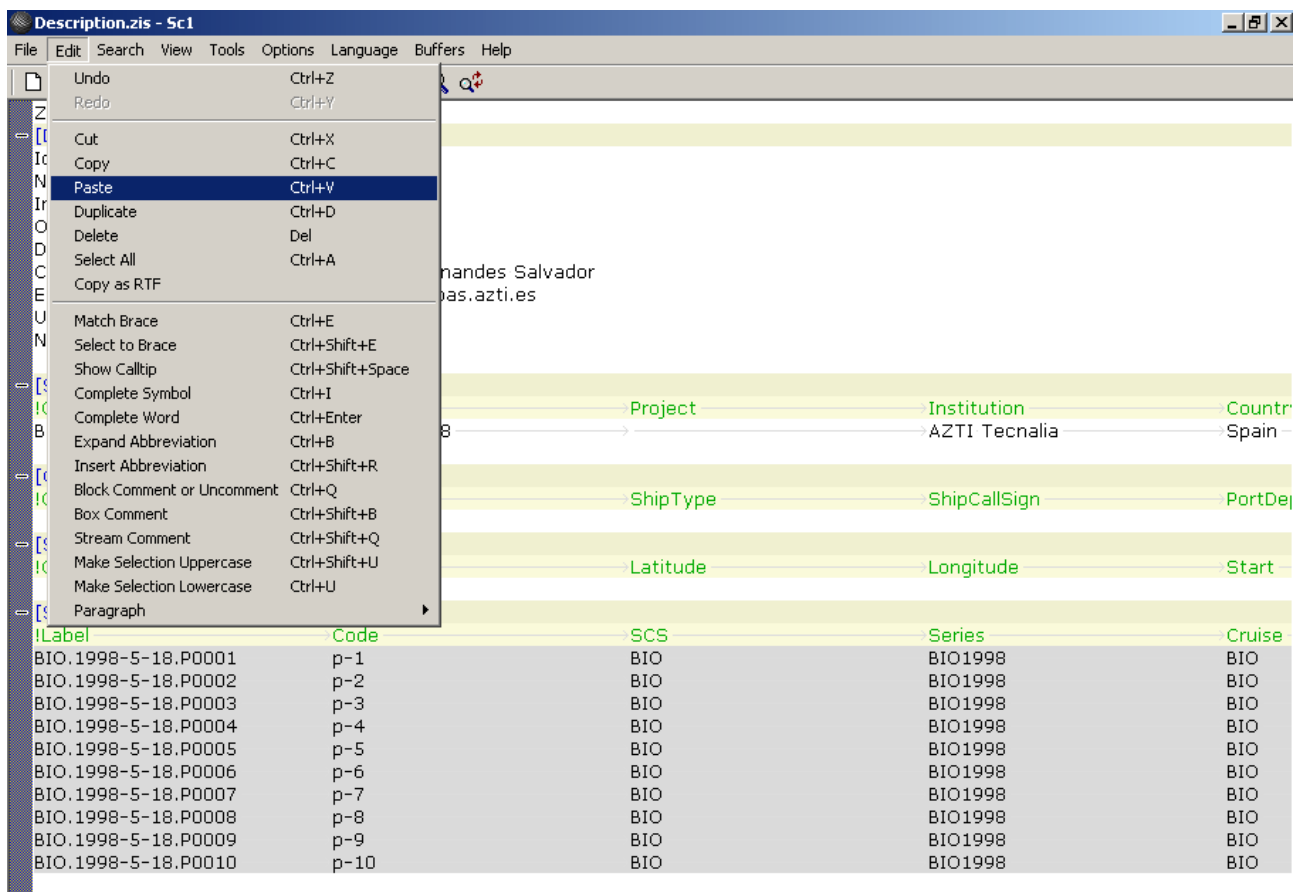 Description.zis - Sc1
File Edit Search View Tools Options Language Buffers Help
Undo Ctrl+Z
Redo Ctrl+Y
Cut Ctrl+X
Copy Ctrl+C
Paste Ctrl+V
Duplicate Ctrl+D
Delete Del
Select All Ctrl+A
Copy as RTF
Match Brace Ctrl+E
Select to Brace Ctrl+Shift+E
Show Calltip Ctrl+Shift+Space
Complete Symbol Ctrl+I
Complete Word Ctrl+Enter
Expand Abbreviation Ctrl+B
Insert Abbreviation Ctrl+Shift+R
Block Comment or Uncomment Ctrl+Q
Box Comment Ctrl+Shift+B
Stream Comment Ctrl+Shift+Q
Make Selection Uppercase Ctrl+Shift+U
Make Selection Lowercase Ctrl+U
Paragraph
Z
N
O
D
C nandes Salvador
E as.azti.es
U
N
Project Institution Countr
B 8 AZTI Tecnalia Spain
ShipType ShipCallSign PortDe
Latitude Longitude Start
!Label Code SCS Series Cruise
BIO.1998-5-18.P0001 p-1 BIO BIO1998 BIO
BIO.1998-5-18.P0002 p-2 BIO BIO1998 BIO
BIO.1998-5-18.P0003 p-3 BIO BIO1998 BIO
BIO.1998-5-18.P0004 p-4 BIO BIO1998 BIO
BIO.1998-5-18.P0005 p-5 BIO BIO1998 BIO
BIO.1998-5-18.P0006 p-6 BIO BIO1998 BIO
BIO.1998-5-18.P0007 p-7 BIO BIO1998 BIO
BIO.1998-5-18.P0008 p-8 BIO BIO1998 BIO
BIO.1998-5-18.P0009 p-9 BIO BIO1998 BIO
BIO.1998-5-18.P0010 p-10 BIO BIO1998 BIO